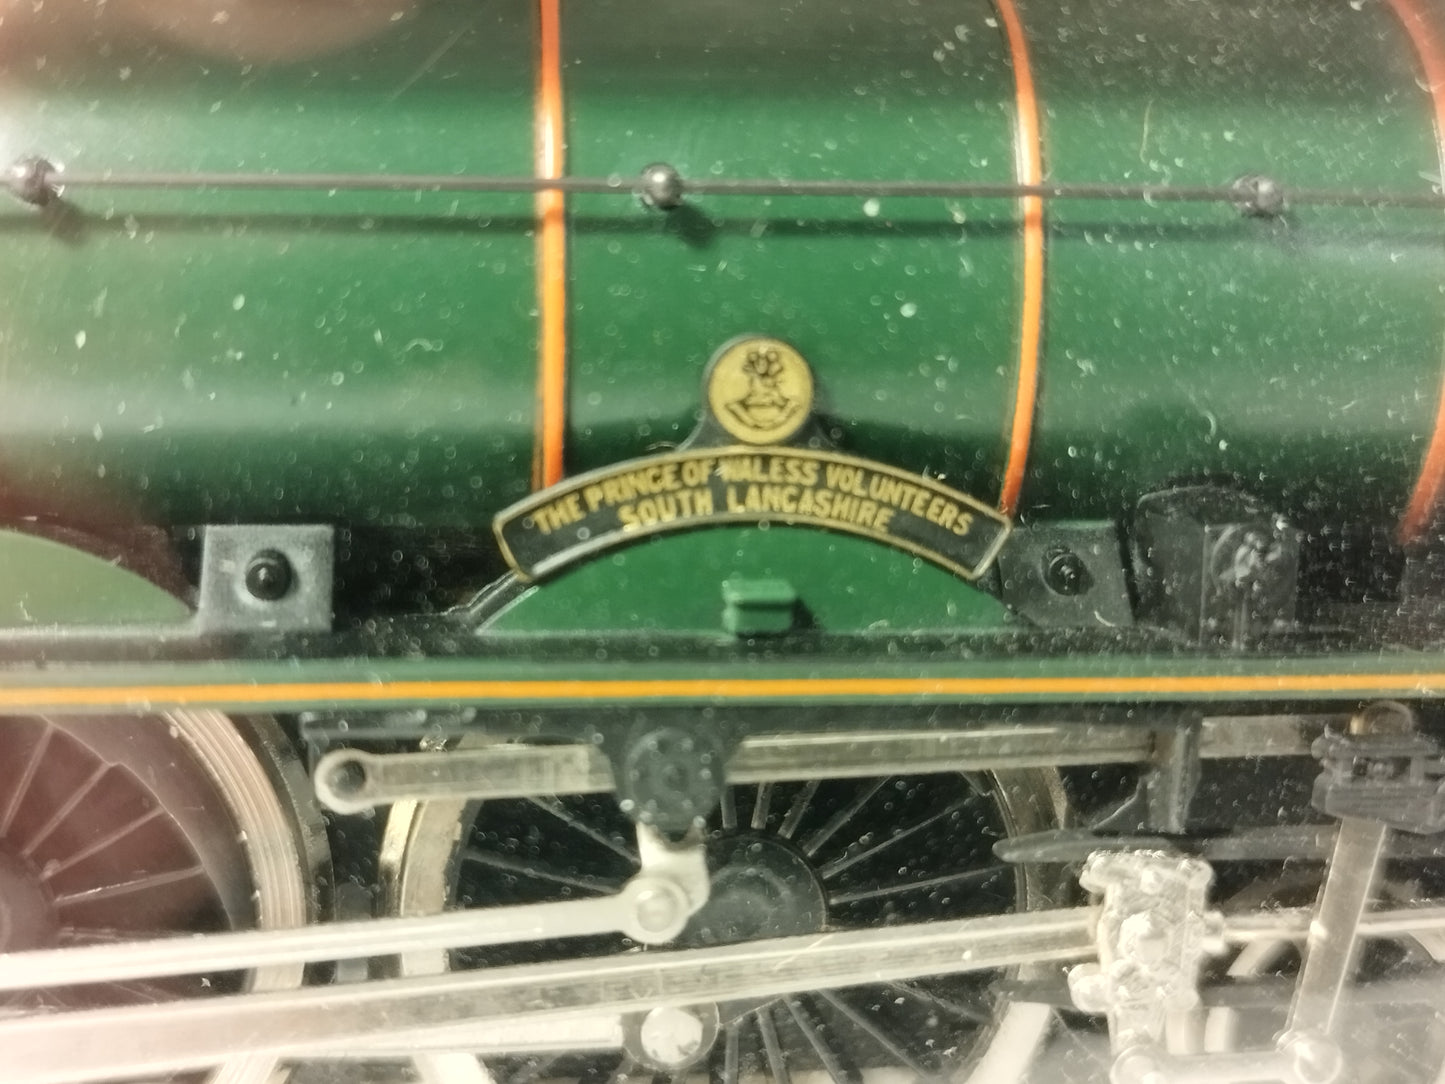 THE PRINCE OF WALESS VOLUNTEERS
SOUTH LANCASHIRE